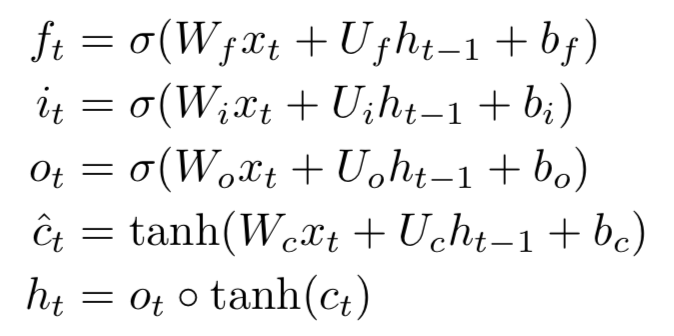 f_t = σ(W_f x_t + U_f h_{t−1} + b_f)
i_t = σ(W_i x_t + U_i h_{t−1} + b_i)
o_t = σ(W_o x_t + U_o h_{t−1} + b_o)
ĉ_t = tanh(W_c x_t + U_c h_{t−1} + b_c)
h_t = o_t ∘ tanh(c_t)